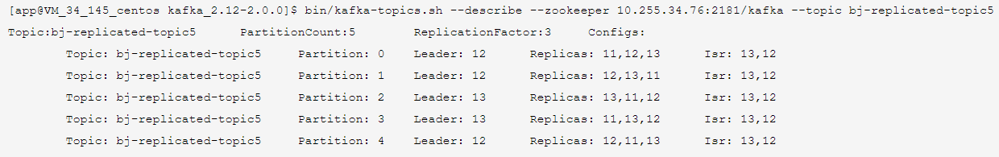 [app@VM_34_145_centos kafka_2.12-2.0.0]$ bin/kafka-topics.sh --describe --zookeeper 10.255.34.76:2181/kafka --topic bj-replicated-topic5
Topic:bj-replicated-topic5 PartitionCount:5 ReplicationFactor:3 Configs:
Topic: bj-replicated-topic5 Partition: 0 Leader: 12 Replicas: 11,12,13 Isr: 13,12
Topic: bj-replicated-topic5 Partition: 1 Leader: 12 Replicas: 12,13,11 Isr: 13,12
Topic: bj-replicated-topic5 Partition: 2 Leader: 13 Replicas: 13,11,12 Isr: 13,12
Topic: bj-replicated-topic5 Partition: 3 Leader: 13 Replicas: 11,13,12 Isr: 13,12
Topic: bj-replicated-topic5 Partition: 4 Leader: 12 Replicas: 12,11,13 Isr: 13,12